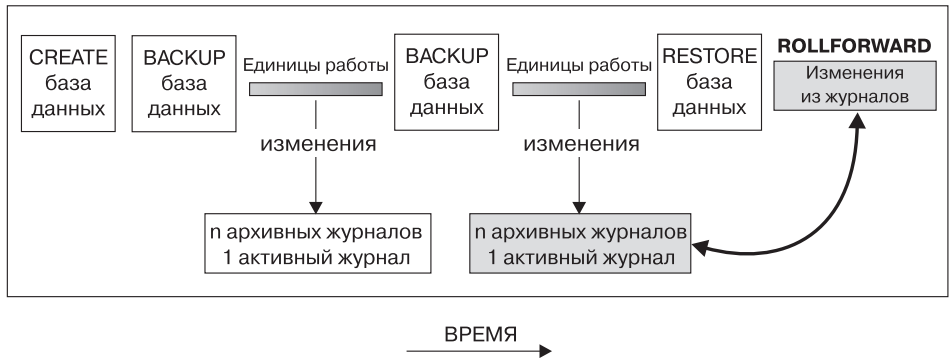 CREATE
база
данных
BACKUP
база
данных
Единицы работы
изменения
n архивных журналов
1 активный журнал
BACKUP
база
данных
Единицы работы
изменения
n архивных журналов
1 активный журнал
RESTORE
база
данных
ROLLFORWARD
Изменения
из журналов
ВРЕМЯ